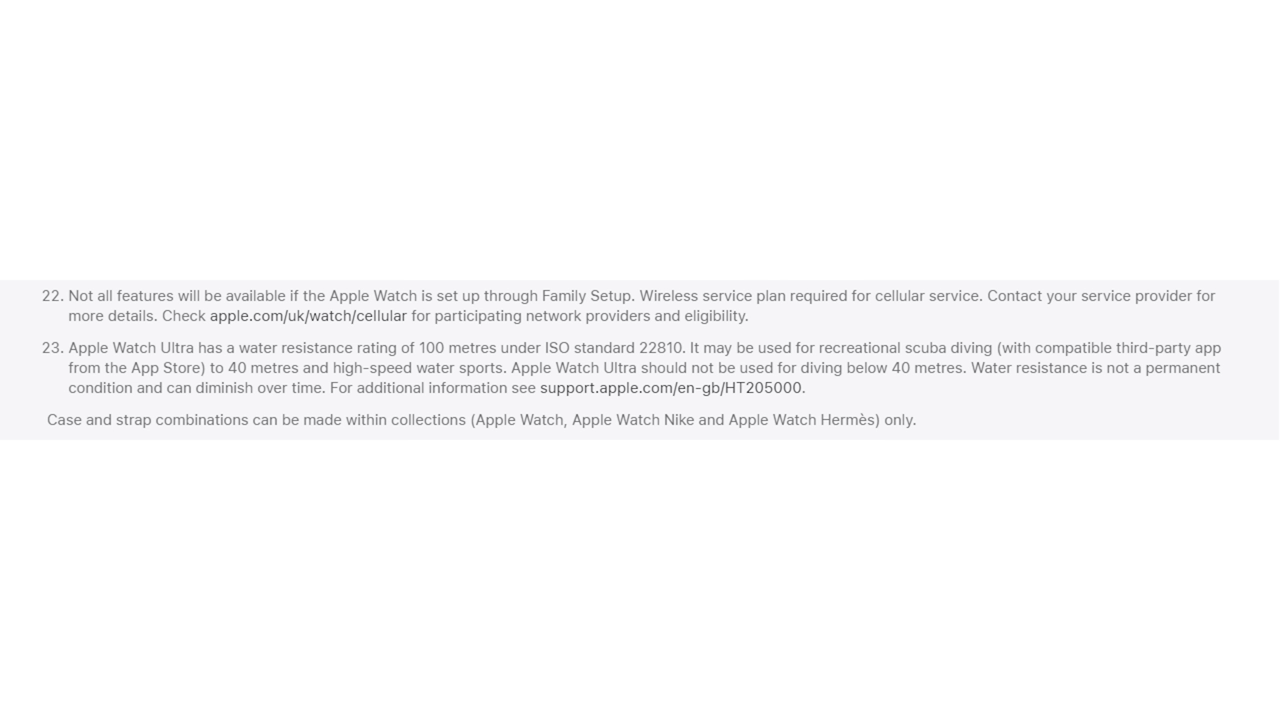 22. Not all features will be available if the Apple Watch is set up through Family Setup. Wireless service plan required for cellular service. Contact your service provider for
more details. Check apple.com/uk/watch/cellular for participating network providers and eligibility.
23. Apple Watch Ultra has a water resistance rating of 100 metres under ISO standard 22810. It may be used for recreational scuba diving (with compatible third-party app
from the App Store) to 40 metres and high-speed water sports. Apple Watch Ultra should not be used for diving below 40 metres. Water resistance is not a permanent
condition and can diminish over time. For additional information see support.apple.com/en-gb/HT205000.
Case and strap combinations can be made within collections (Apple Watch, Apple Watch Nike and Apple Watch Hermès) only.